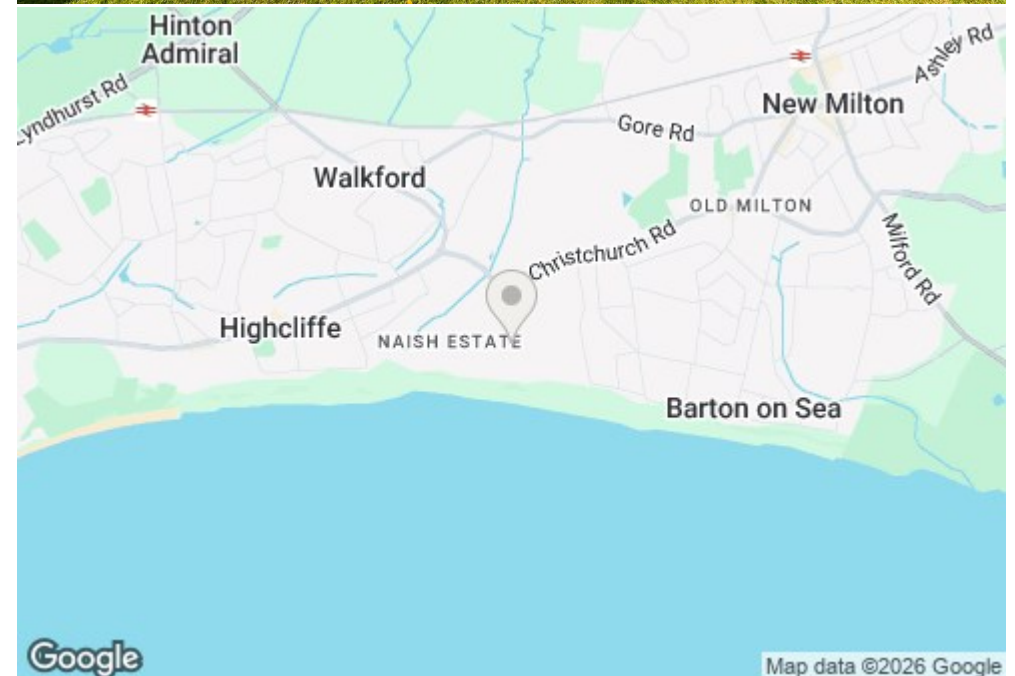 Hinton
Admiral
Lyndhurst Rd
Ashley Rd
New Milton
Gore Rd
Walkford
OLD MILTON
Christchurch Rd
Milford Rd
Highcliffe
NAISH ESTATE
Barton on Sea
Google
Map data ©2026 Google